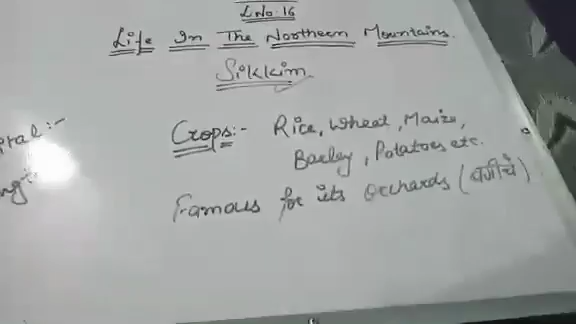 L.No:16
Life In The Northern Mountains.
Sikkim
Crops:- Rice, Wheat, Maize,
Barley, Potatoes etc.
Famous for its Orchards (बगीचे)